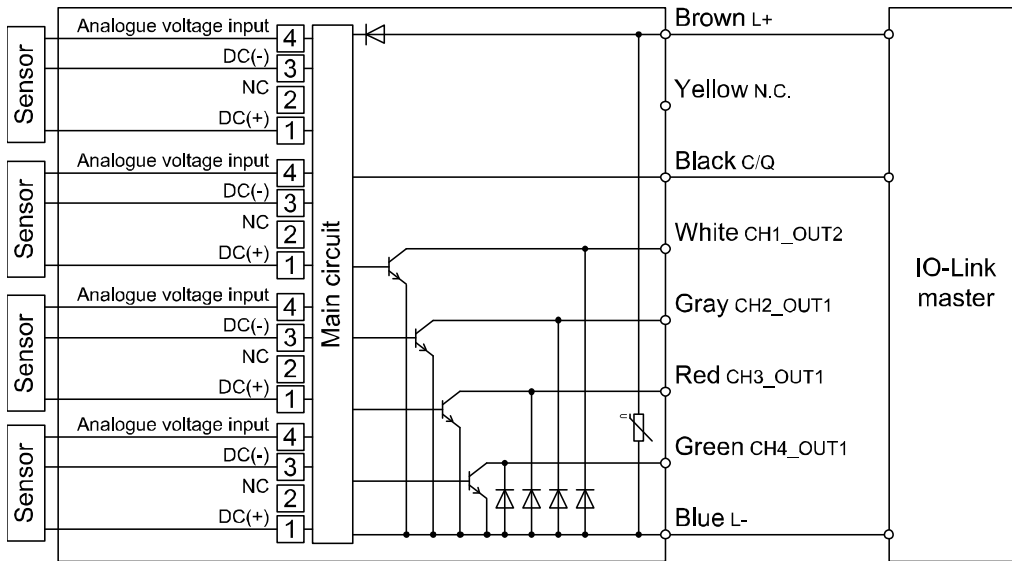 Sensor
Analogue voltage input 4
DC(-) 3
NC 2
DC(+) 1
Sensor
Analogue voltage input 4
DC(-) 3
NC 2
DC(+) 1
Sensor
Analogue voltage input 4
DC(-) 3
NC 2
DC(+) 1
Sensor
Analogue voltage input 4
DC(-) 3
NC 2
DC(+) 1
Main circuit
Brown L+
Yellow N.C.
Black C/Q
White CH1_OUT2
Gray CH2_OUT1
Red CH3_OUT1
U
Green CH4_OUT1
Blue L-
IO-Link
master